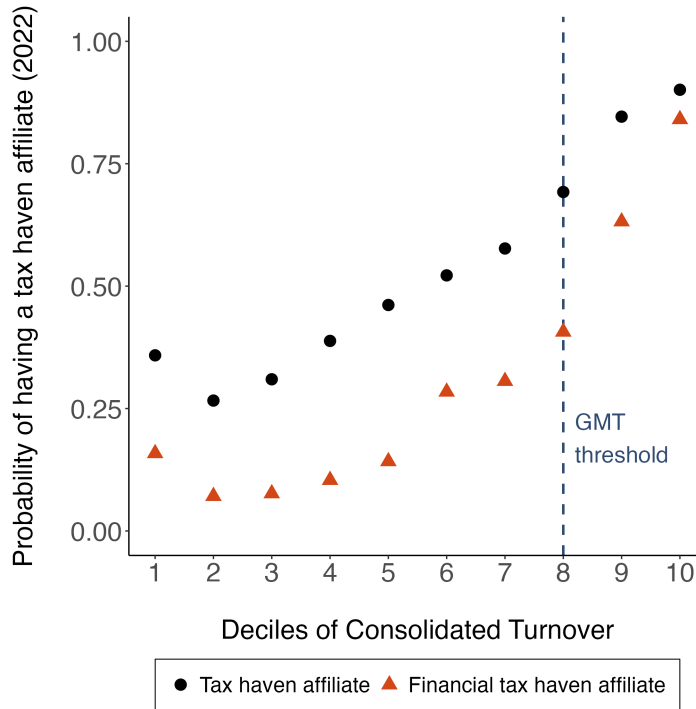 Probability of having a tax haven affiliate (2022)
1.00
0.75
0.50
0.25
0.00
GMT
threshold
1 2 3 4 5 6 7 8 9 10
Deciles of Consolidated Turnover
Tax haven affiliate Financial tax haven affiliate